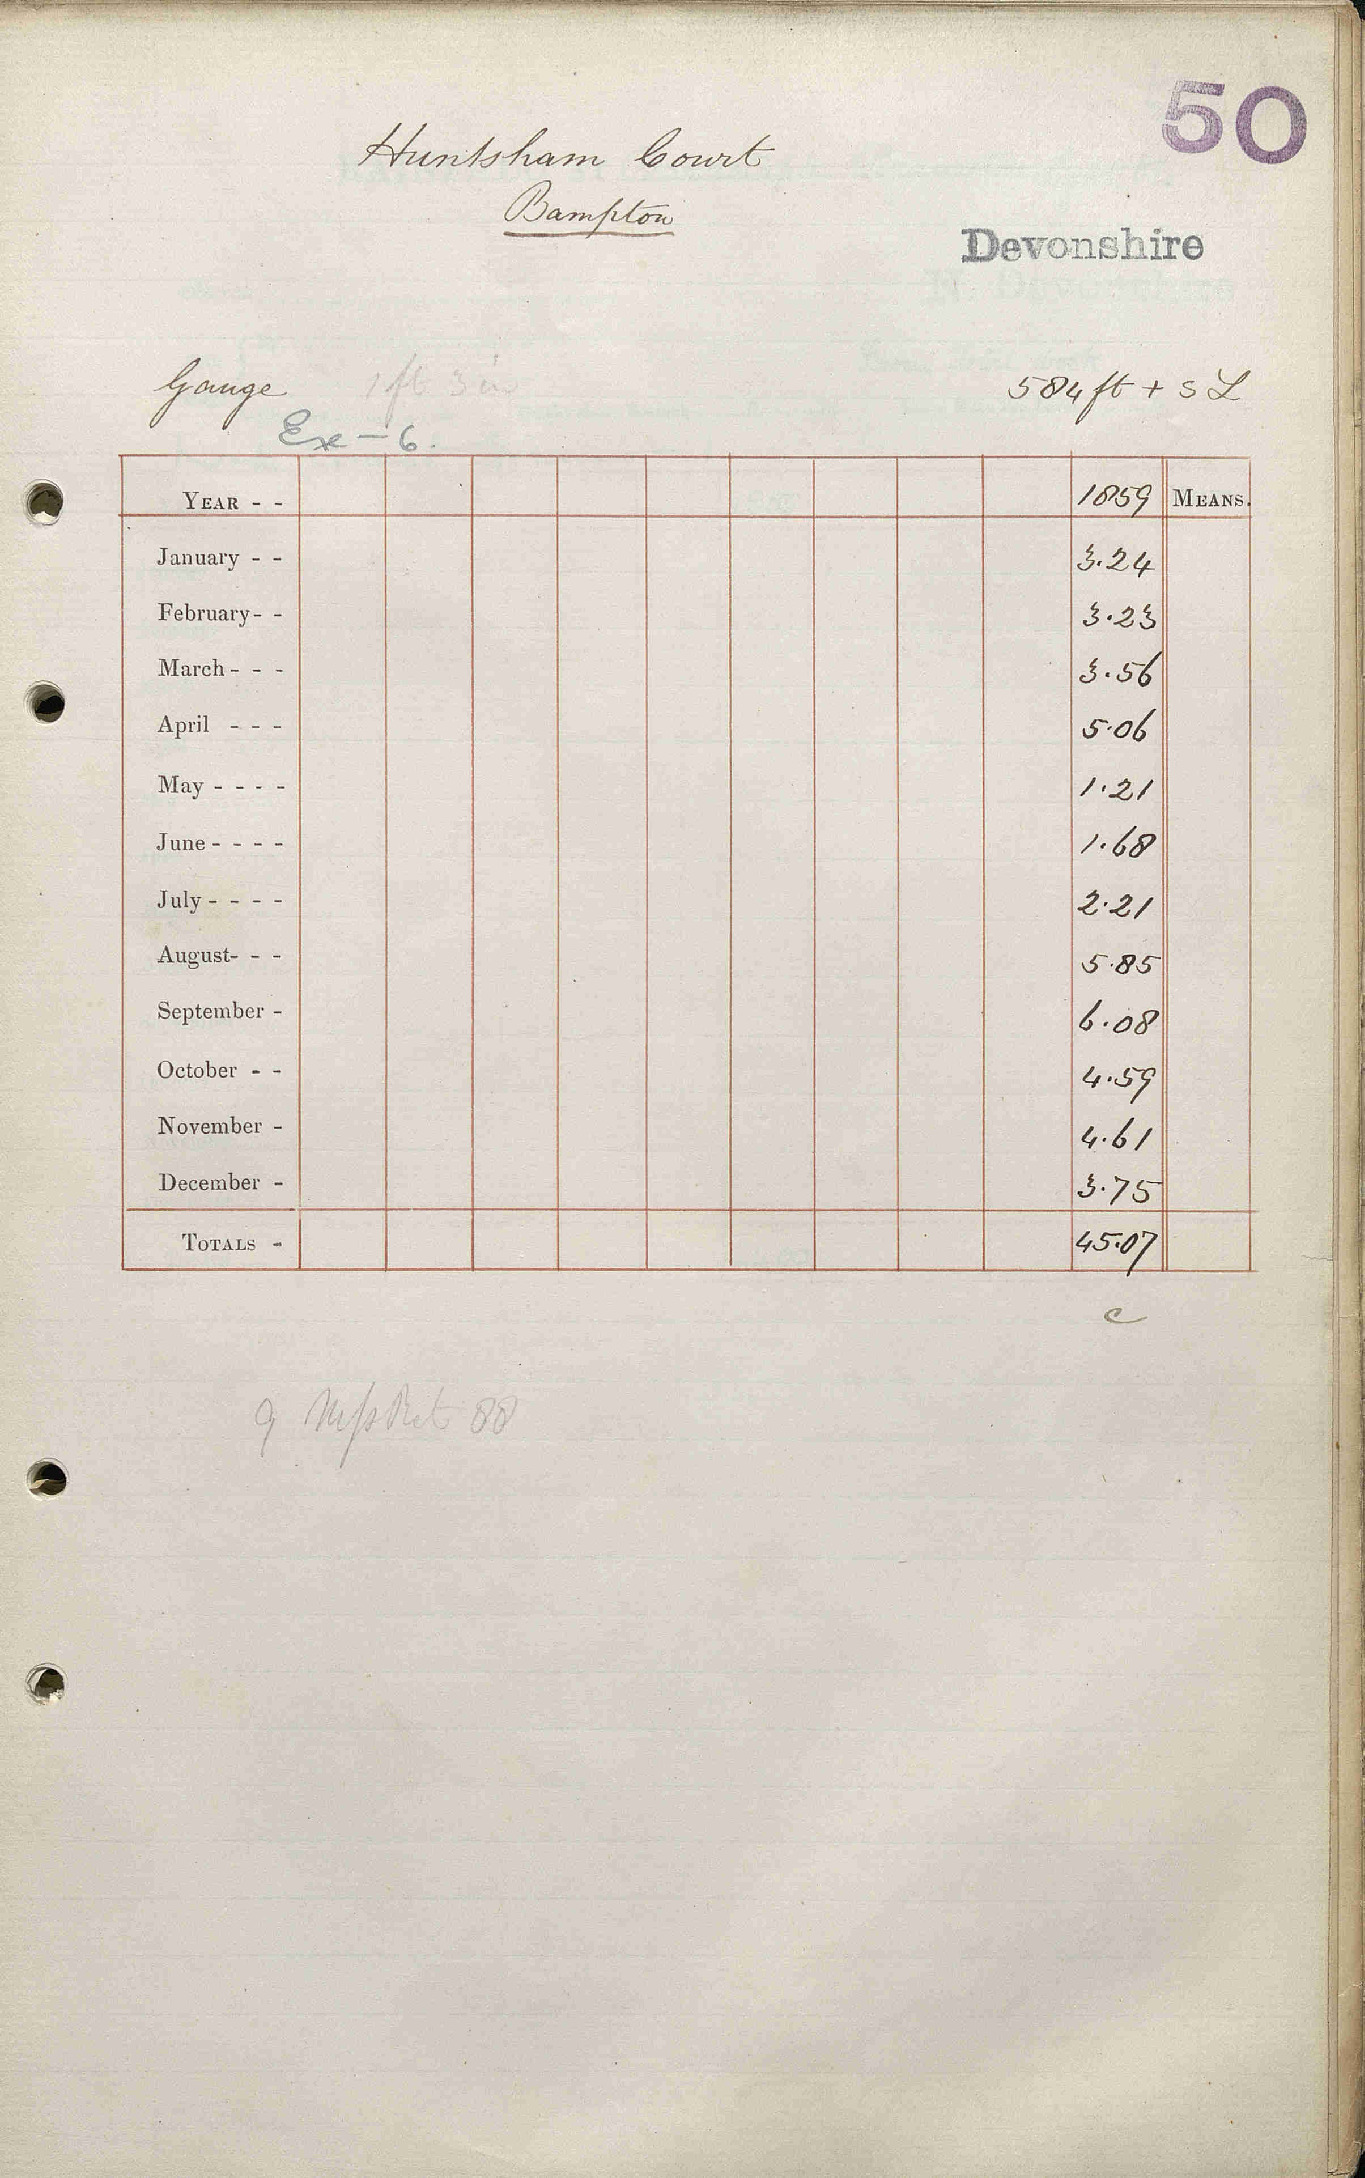 50
Huntsham Court
Bampton
Devonshire
Gauge 1 ft 3 in 584 ft + S L
Ex - 6.
YEAR - - 1859 MEANS.
January - - 3.24
February - - 3.23
March - - - 3.56
April - - - 5.06
May - - - - 1.21
June - - - - 1.68
July - - - - 2.21
August - - - 5.85
September - 6.08
October - - 4.59
November - 4.61
December - 3.75
TOTALS - 45.07
c
88